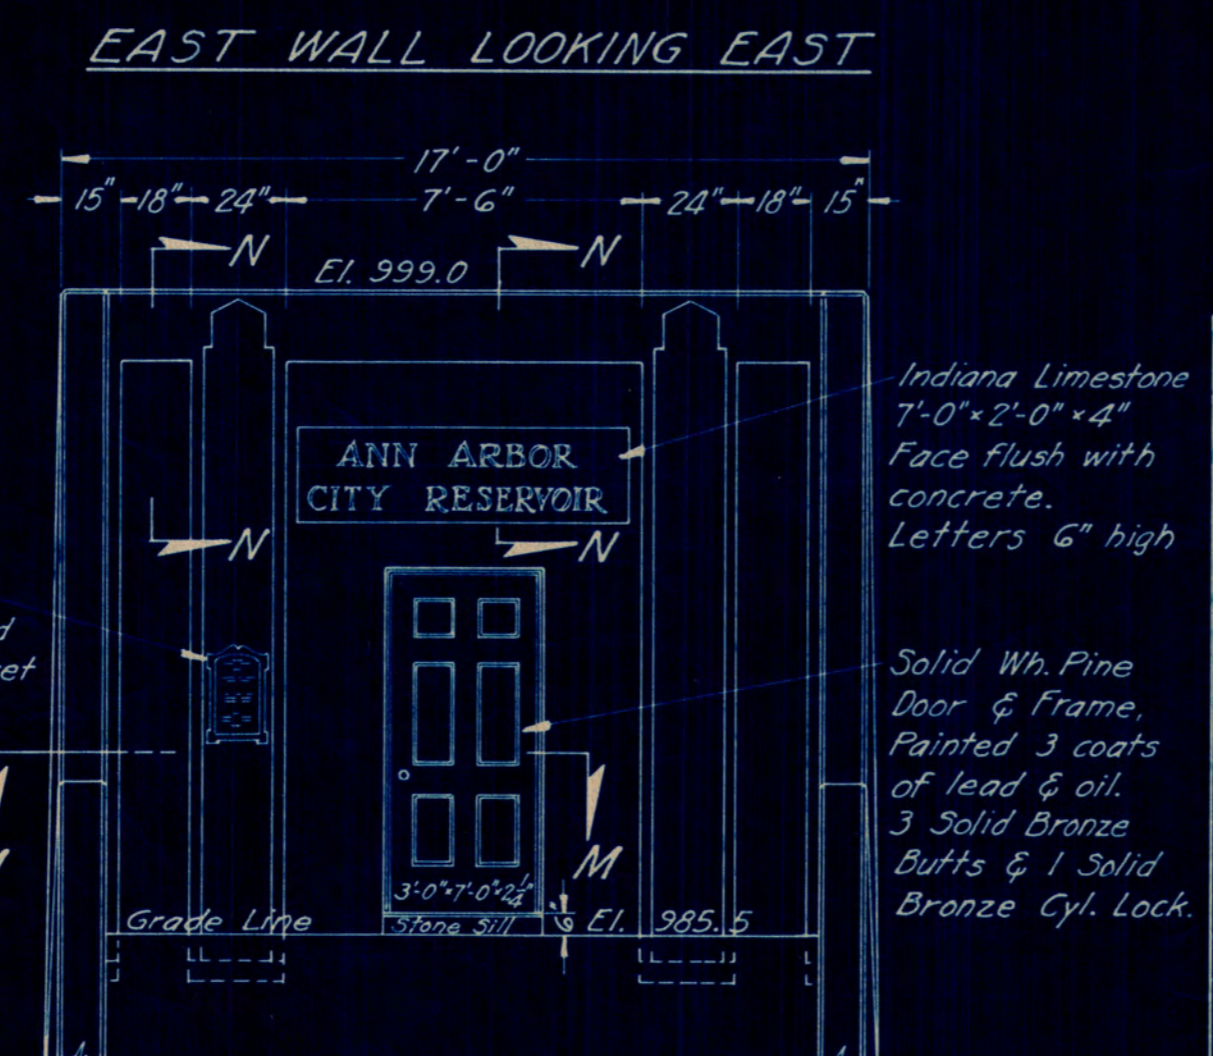 EAST WALL LOOKING EAST
17'-0"
15" 18" 24" 7'-6" 24" 18" 15"
N N
El. 999.0
Indiana Limestone
7'-0" × 2'-0" × 4"
Face flush with
concrete.
Letters 6" high
ANN ARBOR
CITY RESERVOIR
N N
Solid Wh. Pine
Door & Frame,
Painted 3 coats
of lead & oil.
3 Solid Bronze
Butts & 1 Solid
Bronze Cyl. Lock.
M
3'-0" × 7'-0" × 2 1/4"
Grade Line
Stone Sill
6"
El. 985.5